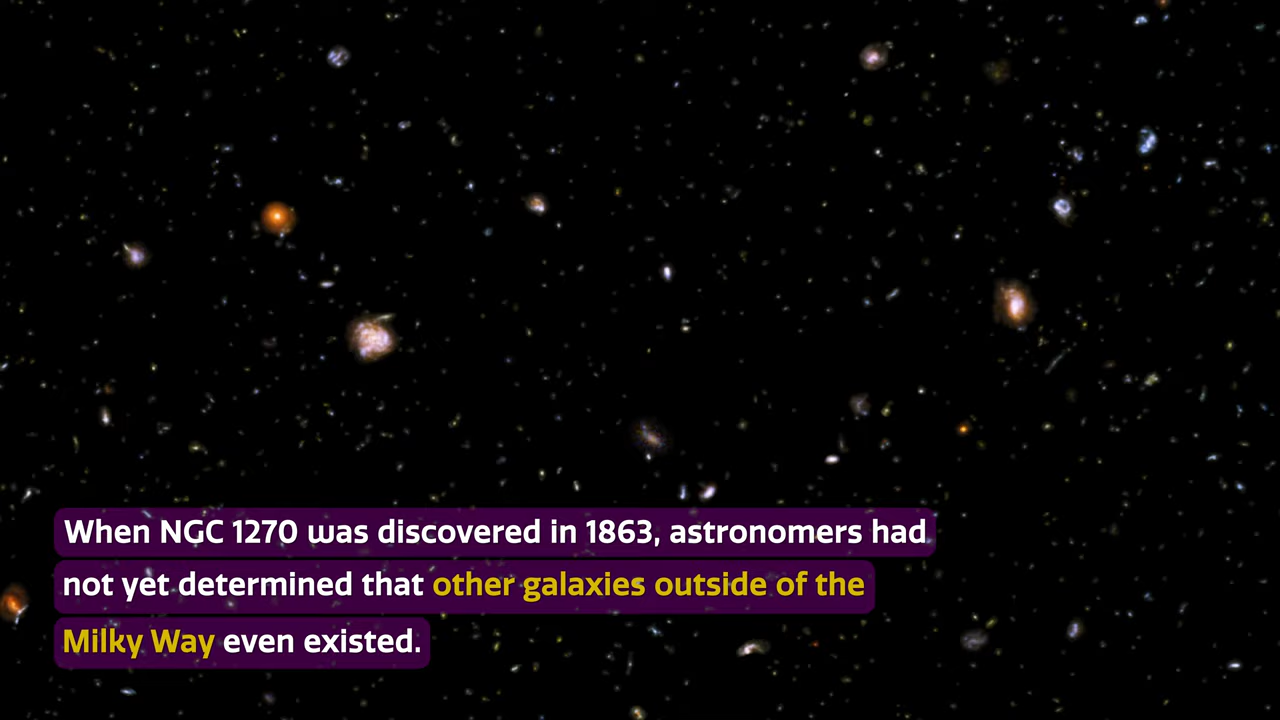 When NGC 1270 was discovered in 1863, astronomers had
not yet determined that other galaxies outside of the
Milky Way even existed.